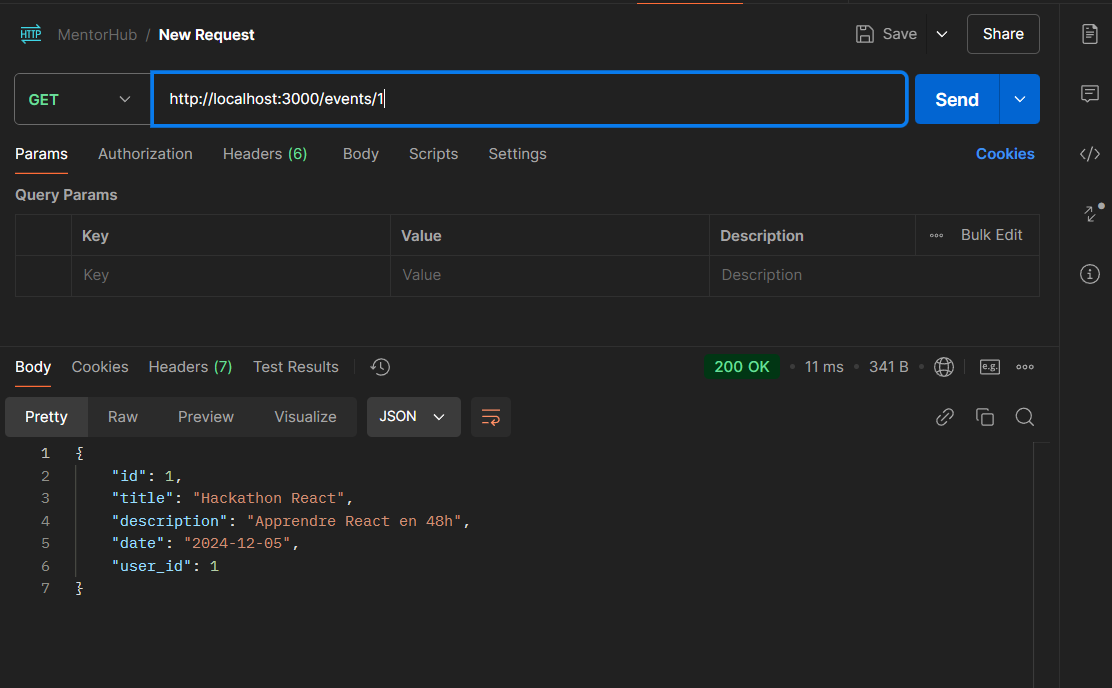 HTTP MentorHub / New Request Save Share
GET http://localhost:3000/events/1 Send
Params Authorization Headers (6) Body Scripts Settings Cookies
Query Params
Key Value Description Bulk Edit
Key Value Description
Body Cookies Headers (7) Test Results 200 OK • 11 ms • 341 B • e.g.
Pretty Raw Preview Visualize JSON
1 {
2 "id": 1,
3 "title": "Hackathon React",
4 "description": "Apprendre React en 48h",
5 "date": "2024-12-05",
6 "user_id": 1
7 }